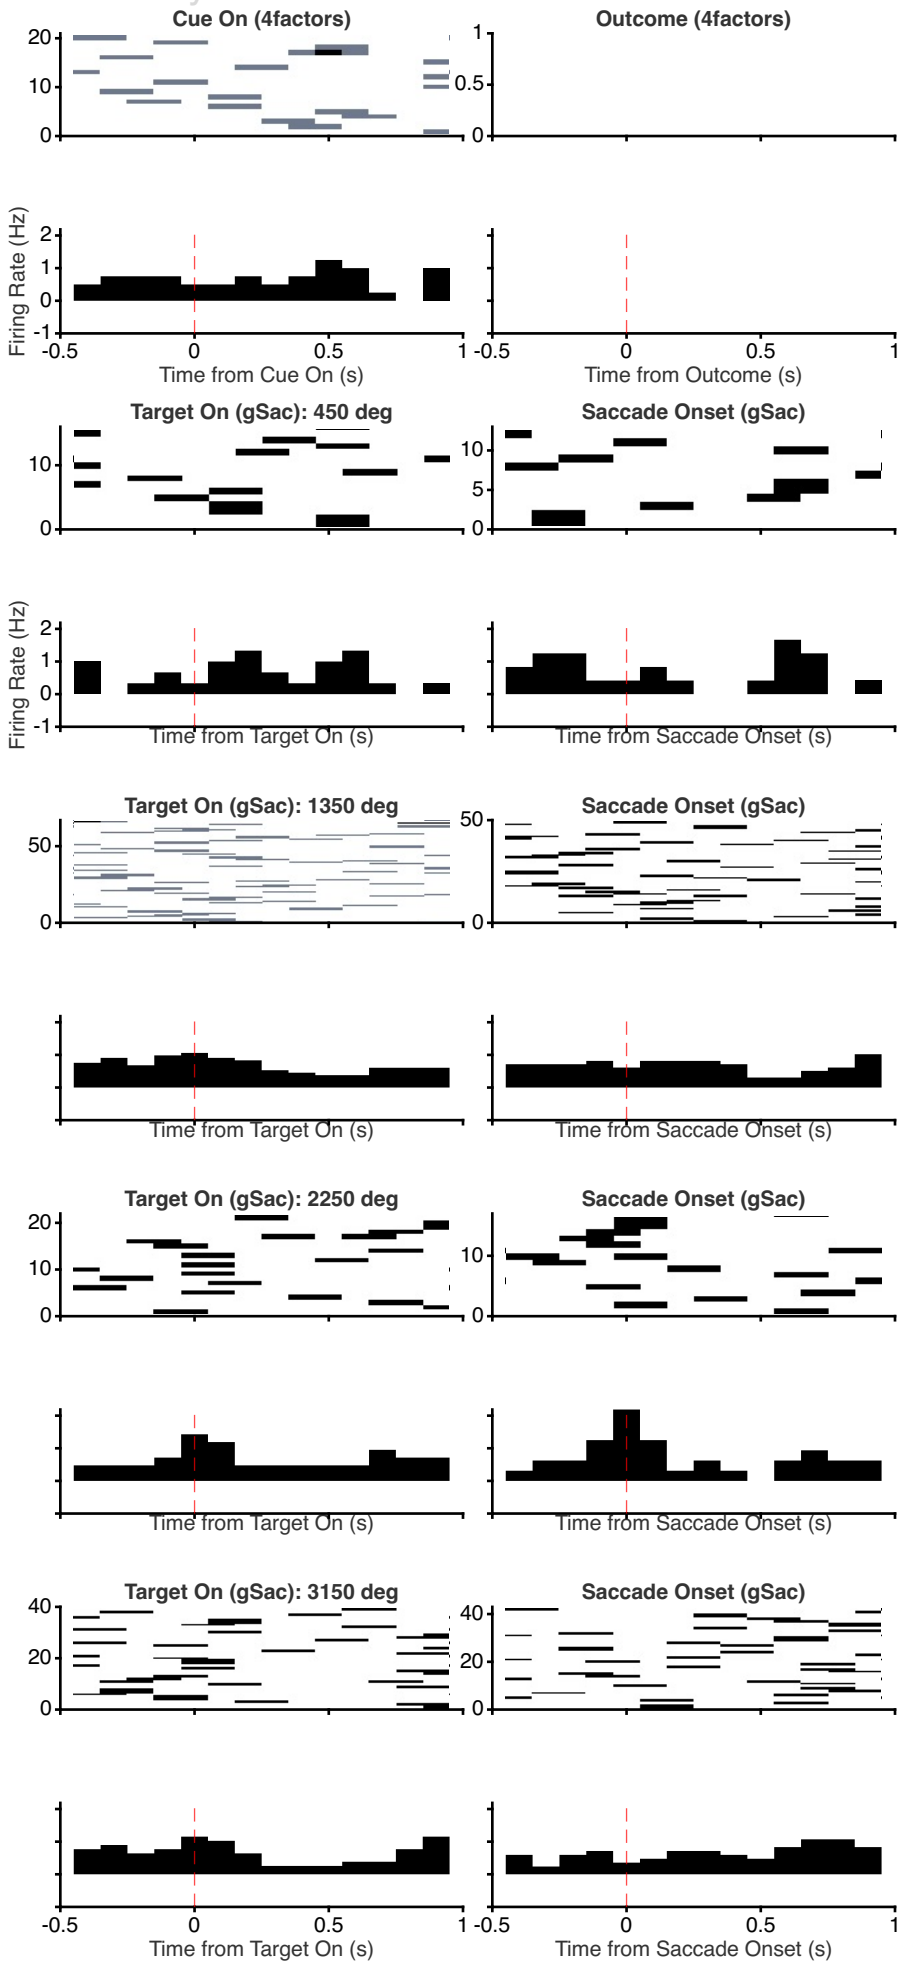 Cue On (4factors) Outcome (4factors)
20
10
0
1
0.5
0
Firing Rate (Hz)
2
1
0
-1
-0.5 0 0.5 1 -0.5 0 0.5 1
Time from Cue On (s) Time from Outcome (s)
Target On (gSac): 450 deg Saccade Onset (gSac)
10
0
10
5
0
Firing Rate (Hz)
2
1
0
-1
Time from Target On (s) Time from Saccade Onset (s)
Target On (gSac): 1350 deg Saccade Onset (gSac)
50
0
50
0
Time from Target On (s) Time from Saccade Onset (s)
Target On (gSac): 2250 deg Saccade Onset (gSac)
20
10
0
10
0
Time from Target On (s) Time from Saccade Onset (s)
Target On (gSac): 3150 deg Saccade Onset (gSac)
40
20
0
40
20
0
-0.5 0 0.5 1 -0.5 0 0.5 1
Time from Target On (s) Time from Saccade Onset (s)